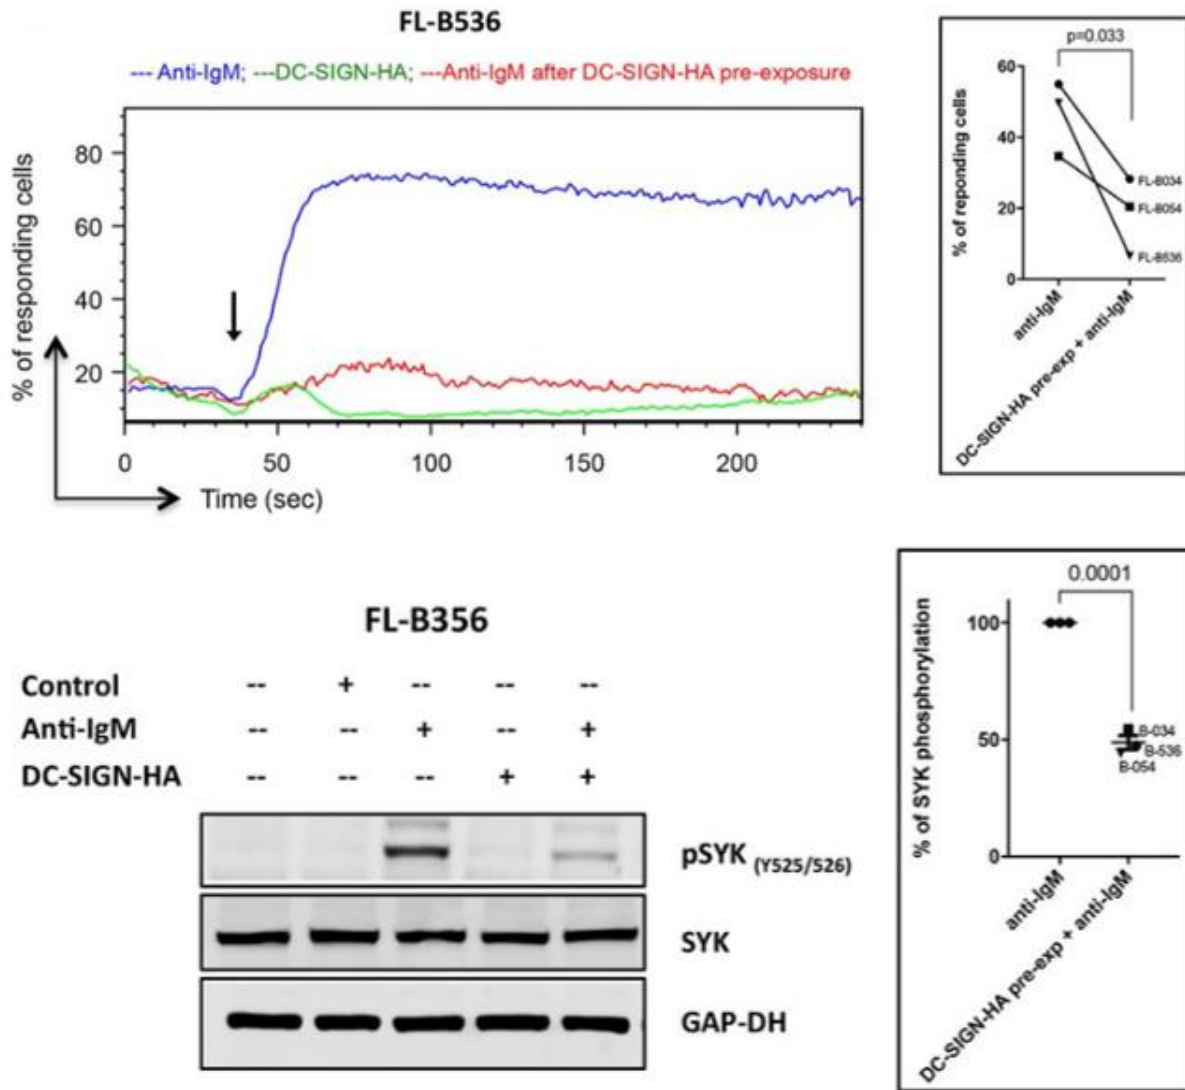 FL-B536
--- Anti-IgM; ---DC-SIGN-HA; ---Anti-IgM after DC-SIGN-HA pre-exposure
% of responding cells
80
60
40
20
0 50 100 150 200
Time (sec)
p=0.033
% of reponding cells
60
40
20
0
FL-B034
FL-B054
FL-B536
anti-IgM
DC-SIGN-HA pre-exp + anti-IgM
FL-B356
Control -- + -- -- --
Anti-IgM -- -- + -- +
DC-SIGN-HA -- -- -- + +
pSYK (Y525/526)
SYK
GAP-DH
0.0001
% of SYK phosphorylation
100
50
0
B-034
B-536
B-054
anti-IgM
DC-SIGN-HA pre-exp + anti-IgM